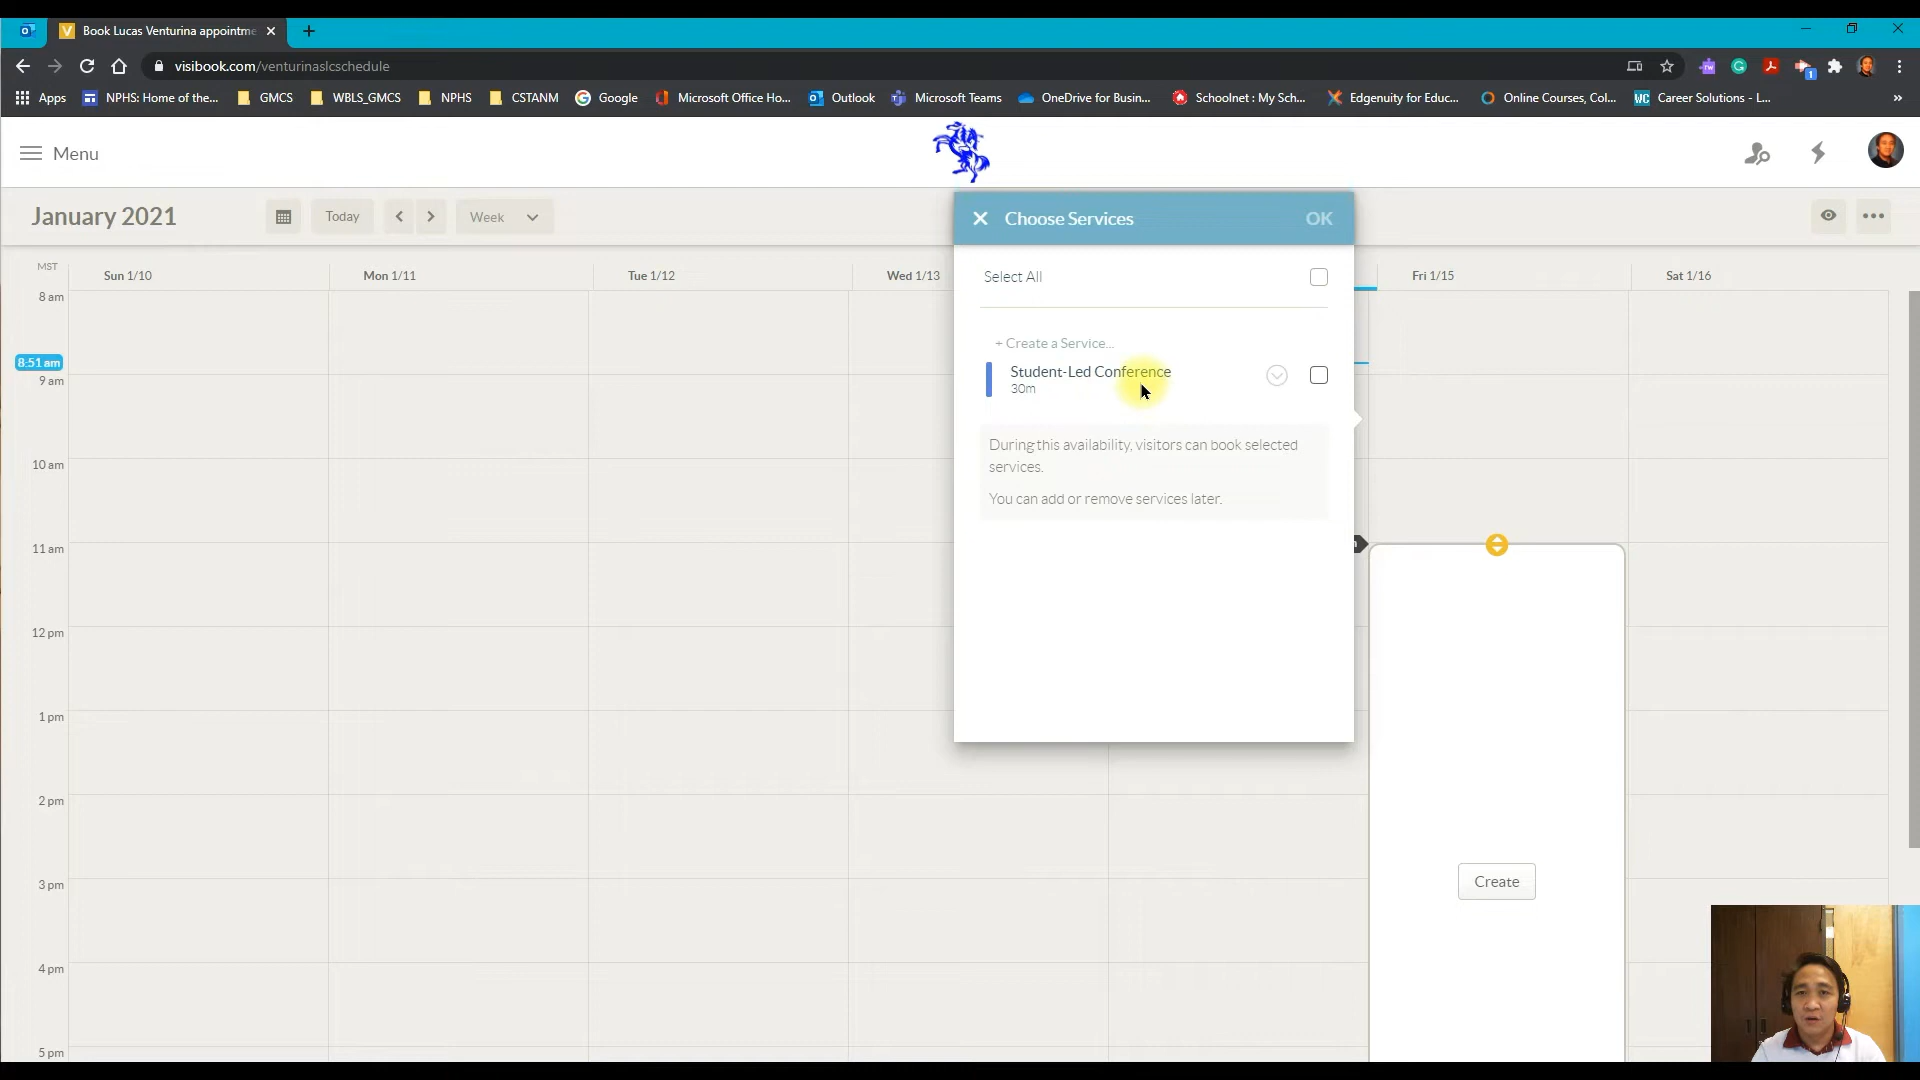 Book Lucas Venturina appointme
visibook.com/venturinaslcschedule
1
Apps
NPHS: Home of the...
GMCS
WBLS_GMCS
NPHS
CSTANM
Google
Microsoft Office Ho...
Outlook
Microsoft Teams
OneDrive for Busin...
Schoolnet : My Sch...
Edgenuity for Educ...
Online Courses, Col...
WC
Career Solutions - L...
Menu
January 2021
Today
Week
Choose Services
OK
MST
Sun 1/10
Mon 1/11
Tue 1/12
Wed 1/13
Fri 1/15
Sat 1/16
Select All
8 am
+ Create a Service...
8:51 am
Student-Led Conference
30m
9 am
During this availability, visitors can book selected
services.
10 am
You can add or remove services later.
11 am
12 pm
1 pm
2 pm
3 pm
Create
4 pm
5 pm